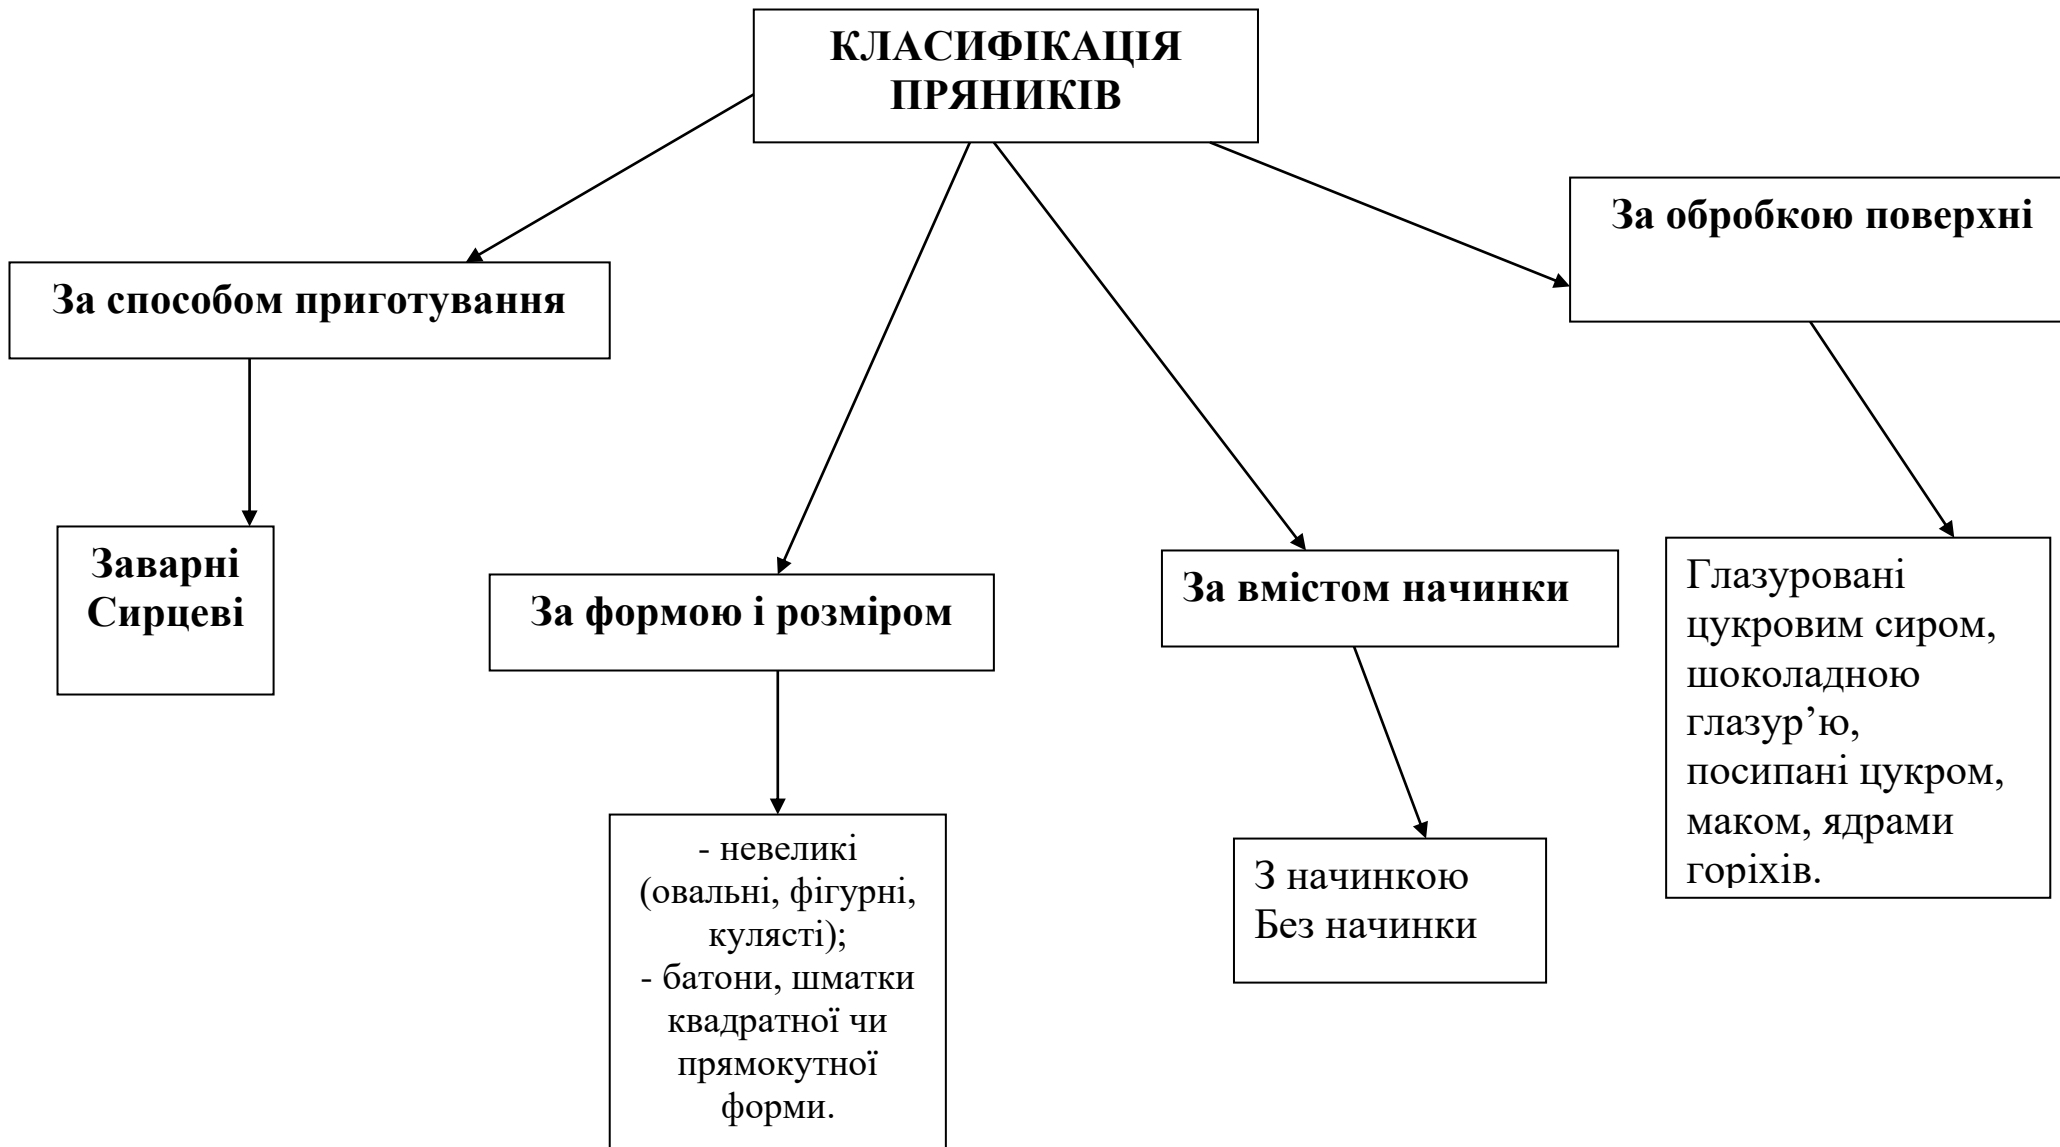 КЛАСИФІКАЦІЯ
ПРЯНИКІВ
За обробкою поверхні
За способом приготування
Заварні
Сирцеві
За формою і розміром
За вмістом начинки
Глазуровані
цукровим сиром,
шоколадною
глазур’ю,
посипані цукром,
маком, ядрами
горіхів.
- невеликі
(овальні, фігурні,
кулясті);
- батони, шматки
квадратної чи
прямокутної
форми.
З начинкою
Без начинки